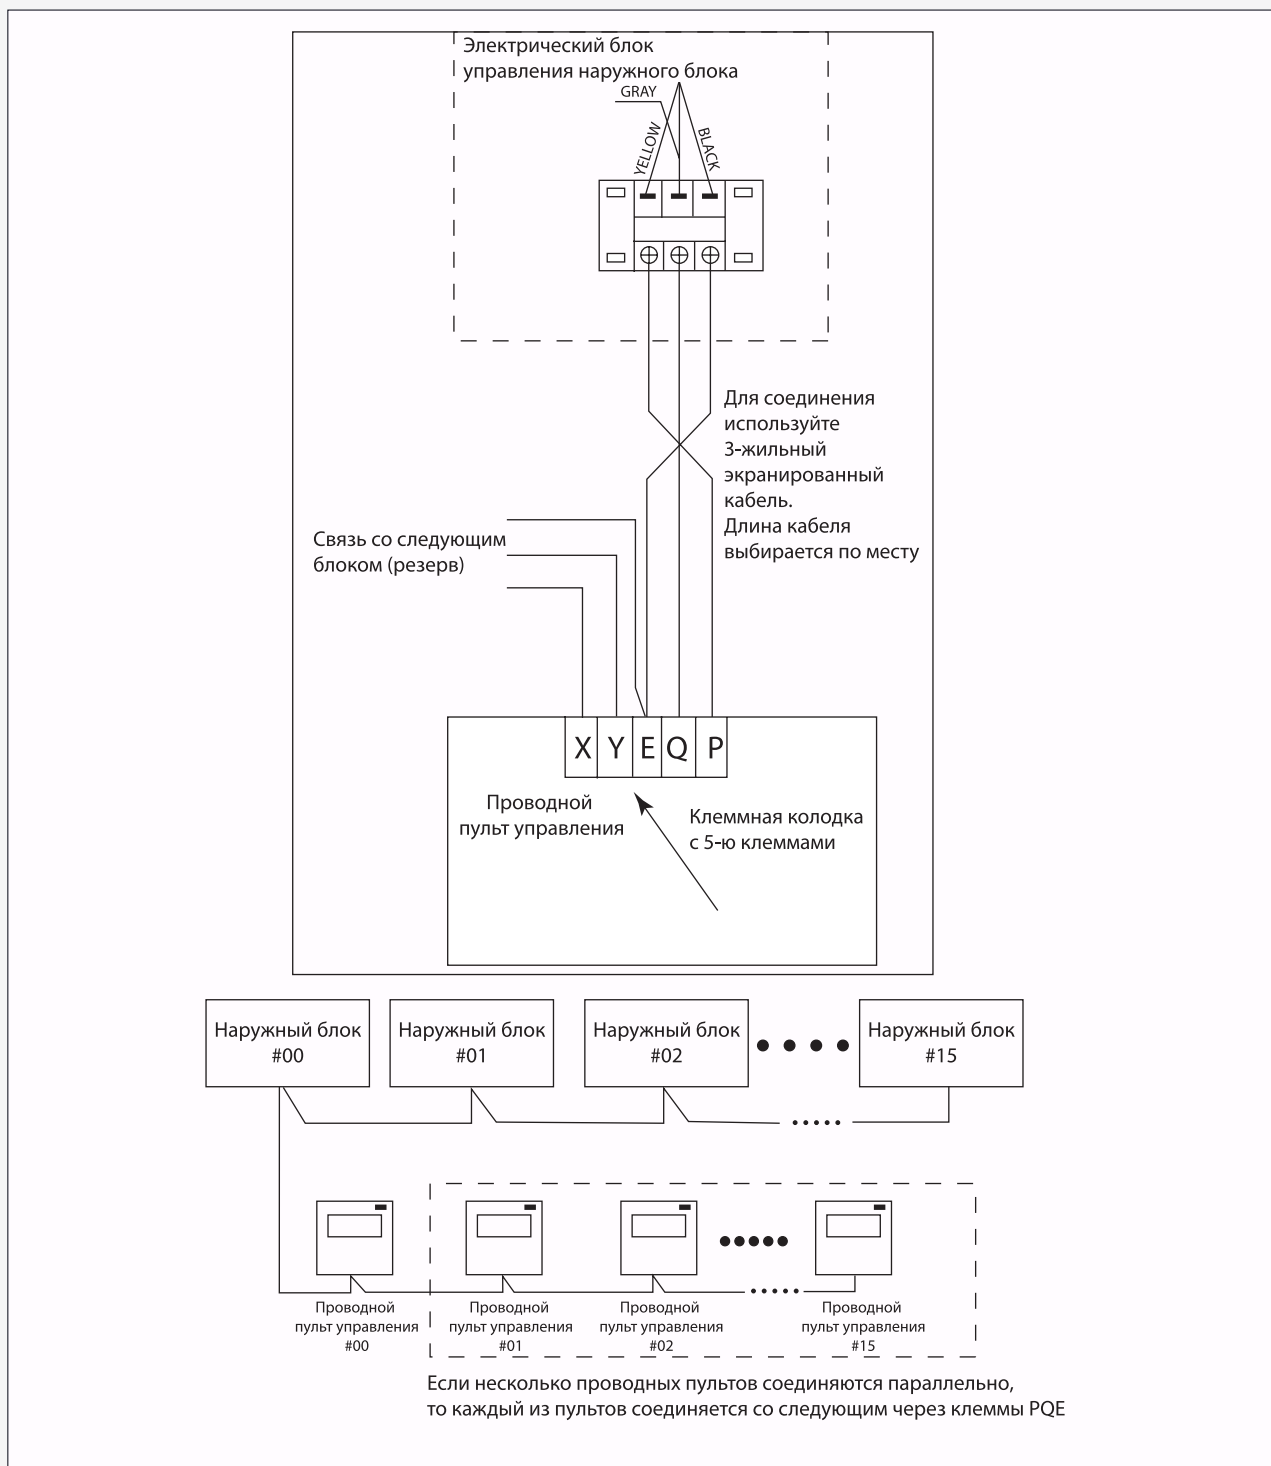 Электрический блок
управления наружного блока
GRAY
YELLOW
BLACK
Для соединения
используйте
3-жильный
экранированный
кабель.
Длина кабеля
выбирается по месту
Связь со следующим
блоком (резерв)
X Y E Q P
Проводной
пульт управления
Клеммная колодка
с 5-ю клеммами
Наружный блок
#00
Наружный блок
#01
Наружный блок
#02
Наружный блок
#15
Проводной
пульт управления
#00
Проводной
пульт управления
#01
Проводной
пульт управления
#02
Проводной
пульт управления
#15
Если несколько проводных пультов соединяются параллельно,
то каждый из пультов соединяется со следующим через клеммы PQE